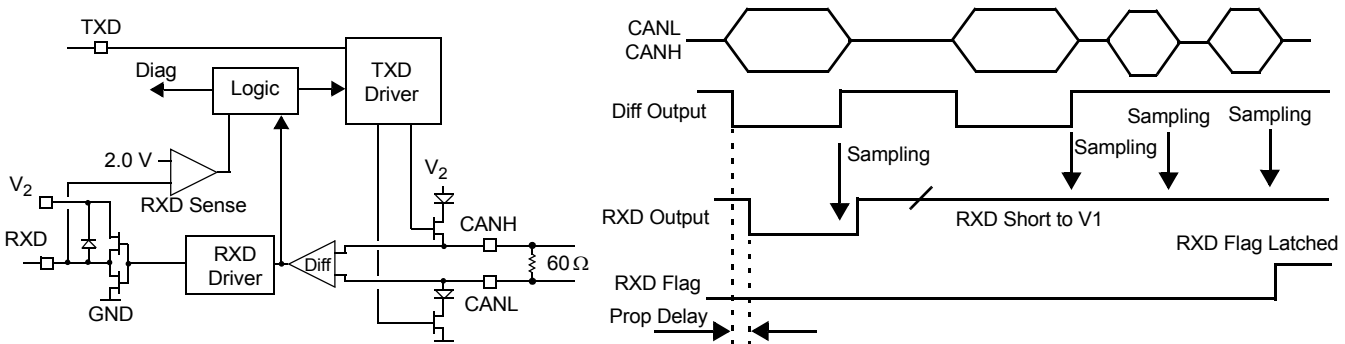 TXD
Diag
Logic
TXD
Driver
2.0 V
V2
RXD Sense
RXD
GND
RXD
Driver
Diff
V2
CANH
60 Ω
CANL
CANL
CANH
Diff Output
Sampling
Sampling
Sampling
Sampling
RXD Output
RXD Short to V1
RXD Flag Latched
RXD Flag
Prop Delay